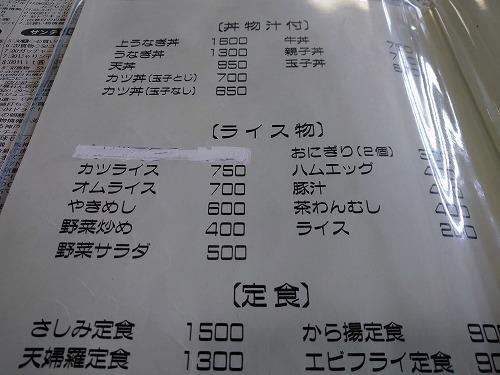 〔丼物汁付〕
上うなぎ丼 1600 牛丼
うなぎ丼 1300 親子丼
天丼 950 玉子丼
カツ丼(玉子とじ) 700
カツ丼(玉子なし) 650
〔ライス物〕
おにぎり(2個)
カツライス 750 ハムエッグ
オムライス 700 豚汁
やきめし 600 茶わんむし 400
野菜炒め 400 ライス 200
野菜サラダ 500
〔定食〕
さしみ定食 1500 から揚定食
天婦羅定食 1300 エビフライ定食